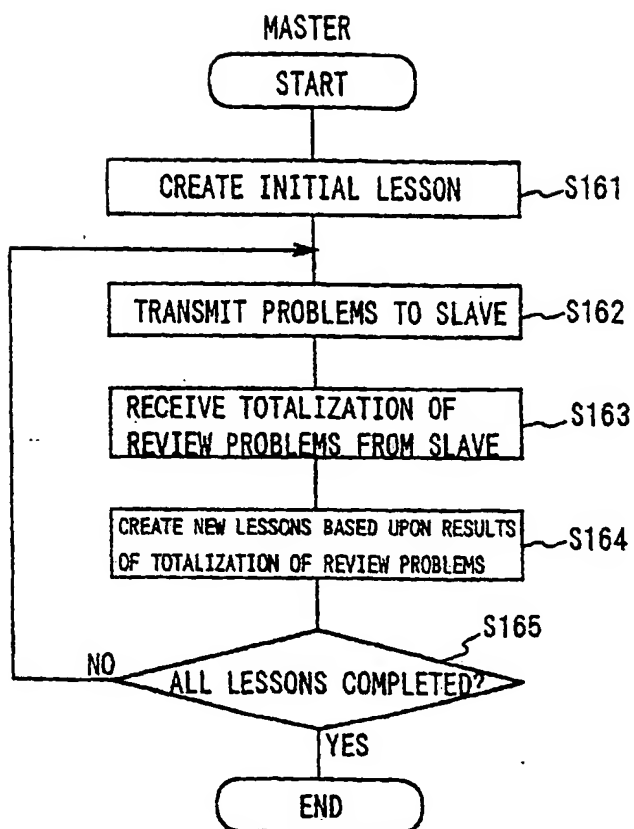 MASTER
START
CREATE INITIAL LESSON
S161
TRANSMIT PROBLEMS TO SLAVE
S162
RECEIVE TOTALIZATION OF
REVIEW PROBLEMS FROM SLAVE
S163
CREATE NEW LESSONS BASED UPON RESULTS
OF TOTALIZATION OF REVIEW PROBLEMS
S164
S165
NO
ALL LESSONS COMPLETED?
YES
END